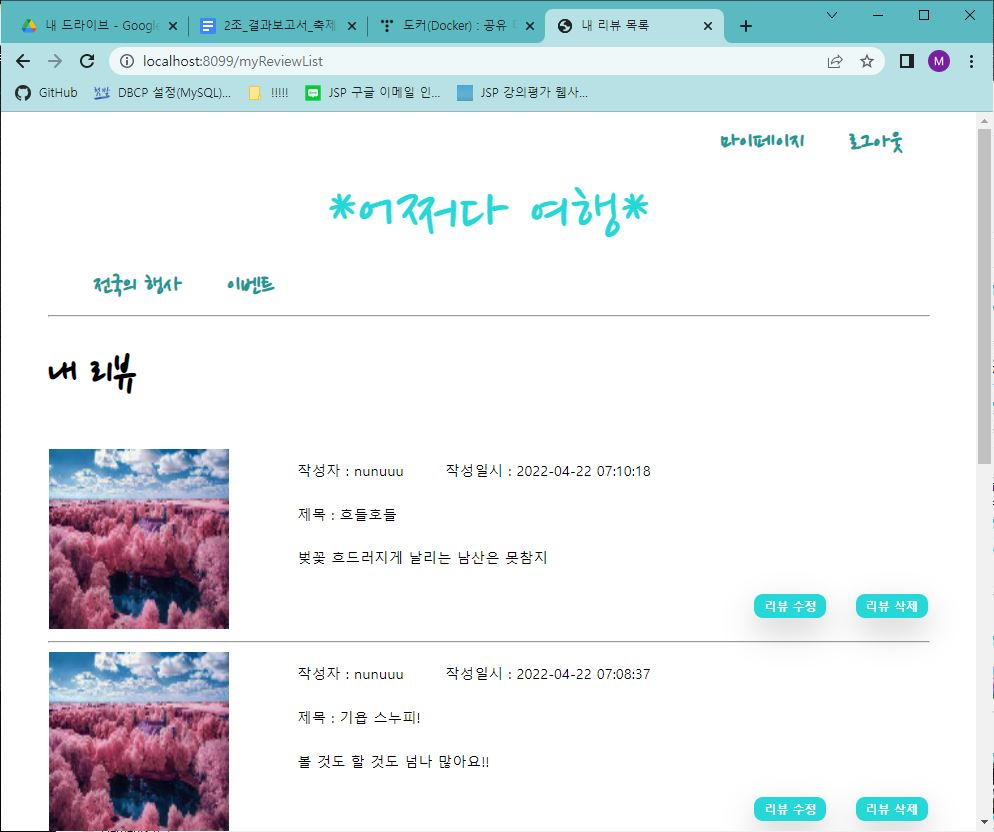 내 드라이브 - Google
2조_결과보고서_축제
도커(Docker) : 공유
내 리뷰 목록
localhost:8099/myReviewList
M
GitHub
DBCP 설정(MySQL)...
!!!!!
JSP 구글 이메일 인...
JSP 강의평가 웹사...
마이페이지 로그아웃
*어쩌다 여행*
전국의 행사 이벤트
내 리뷰
작성자 : nunuuu 작성일시 : 2022-04-22 07:10:18
제목 : 흐들흐들
벚꽃 흐드러지게 날리는 남산은 못참지
리뷰 수정 리뷰 삭제
작성자 : nunuuu 작성일시 : 2022-04-22 07:08:37
제목 : 기욥 스누피!
볼 것도 할 것도 넘나 많아요!!
리뷰 수정 리뷰 삭제